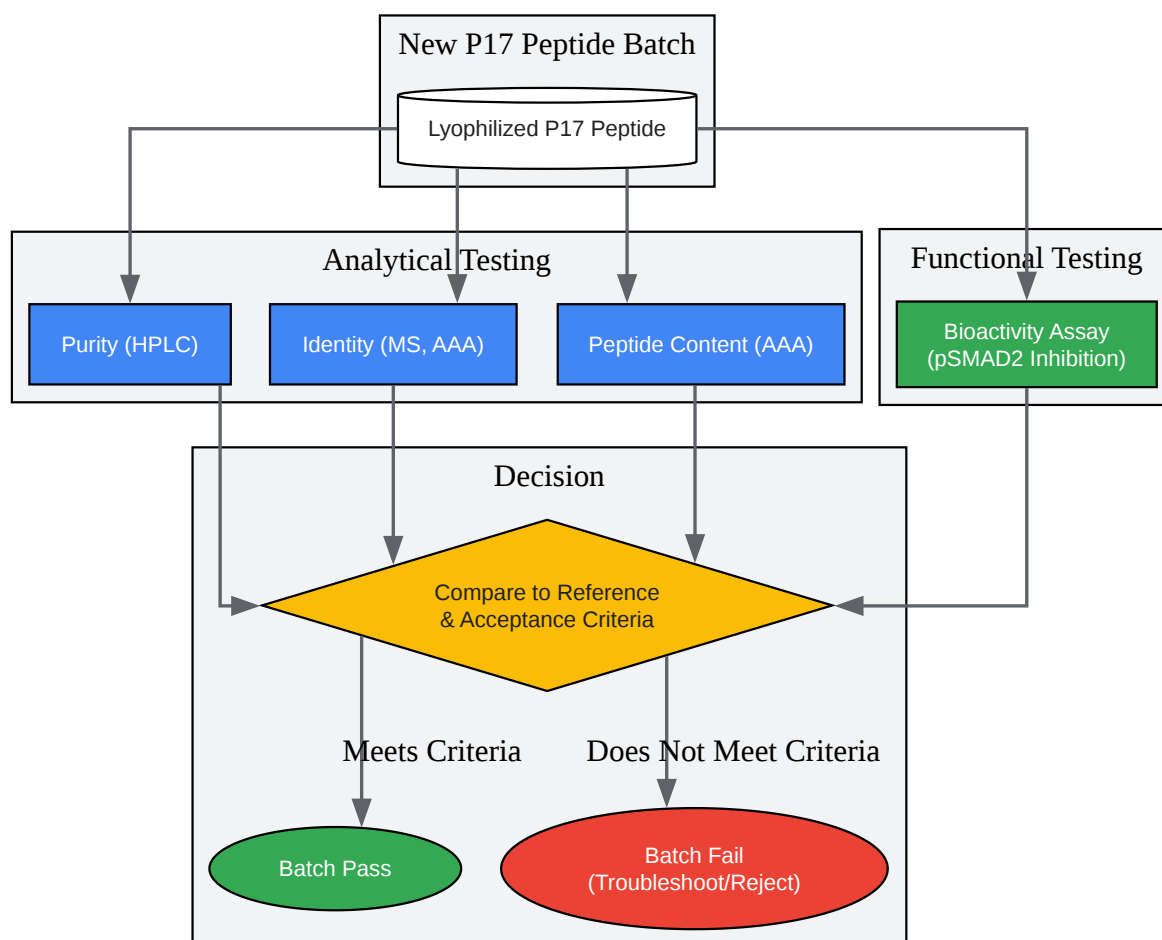 New P17 Peptide Batch
Lyophilized P17 Peptide
Analytical Testing
Functional Testing
Purity (HPLC)
Identity (MS, AAA)
Peptide Content (AAA)
Bioactivity Assay
(pSMAD2 Inhibition)
Decision
Compare to Reference
& Acceptance Criteria
Meets Criteria
Does Not Meet Criteria
Batch Pass
Batch Fail
(Troubleshoot/Reject)